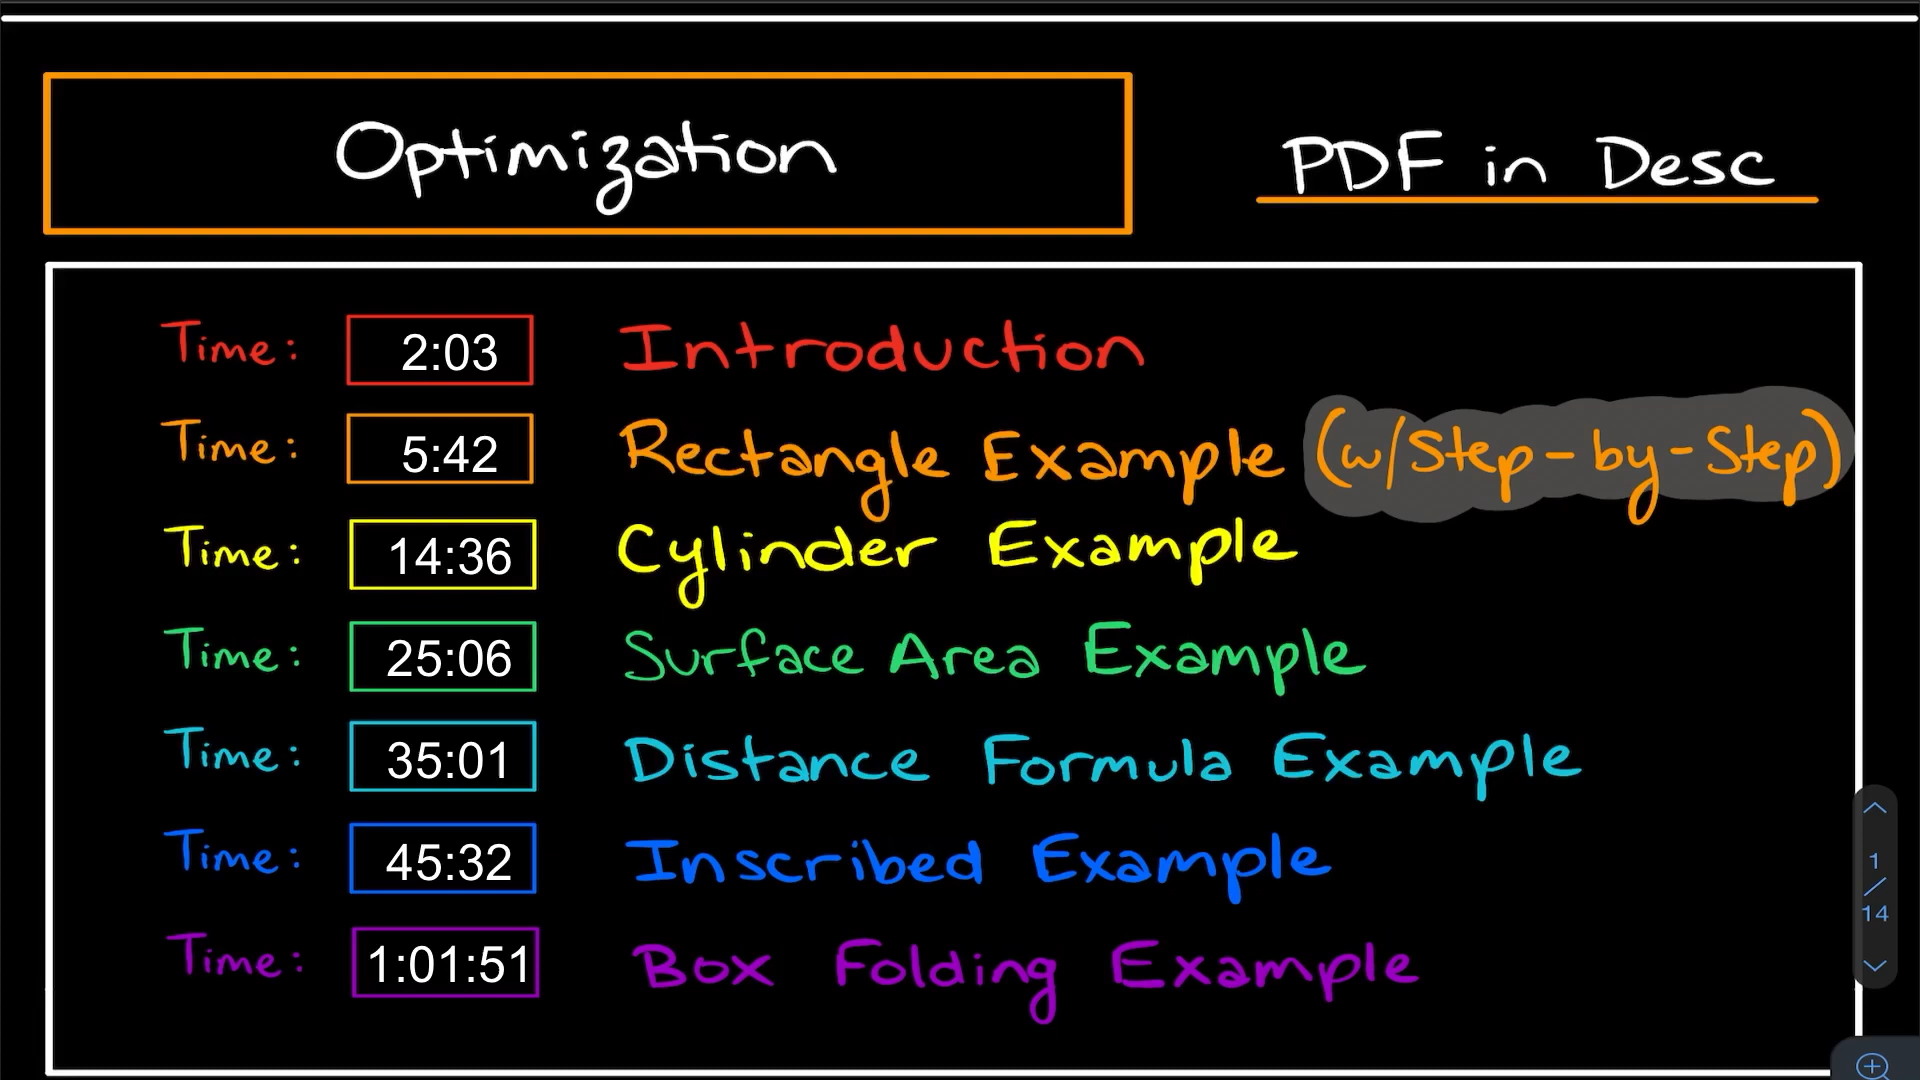 Optimization
PDF in Desc
Time: 2:03 Introduction
Time: 5:42 Rectangle Example (w/Step-by-Step)
Time: 14:36 Cylinder Example
Time: 25:06 Surface Area Example
Time: 35:01 Distance Formula Example
Time: 45:32 Inscribed Example
Time: 1:01:51 Box Folding Example
1
/
14